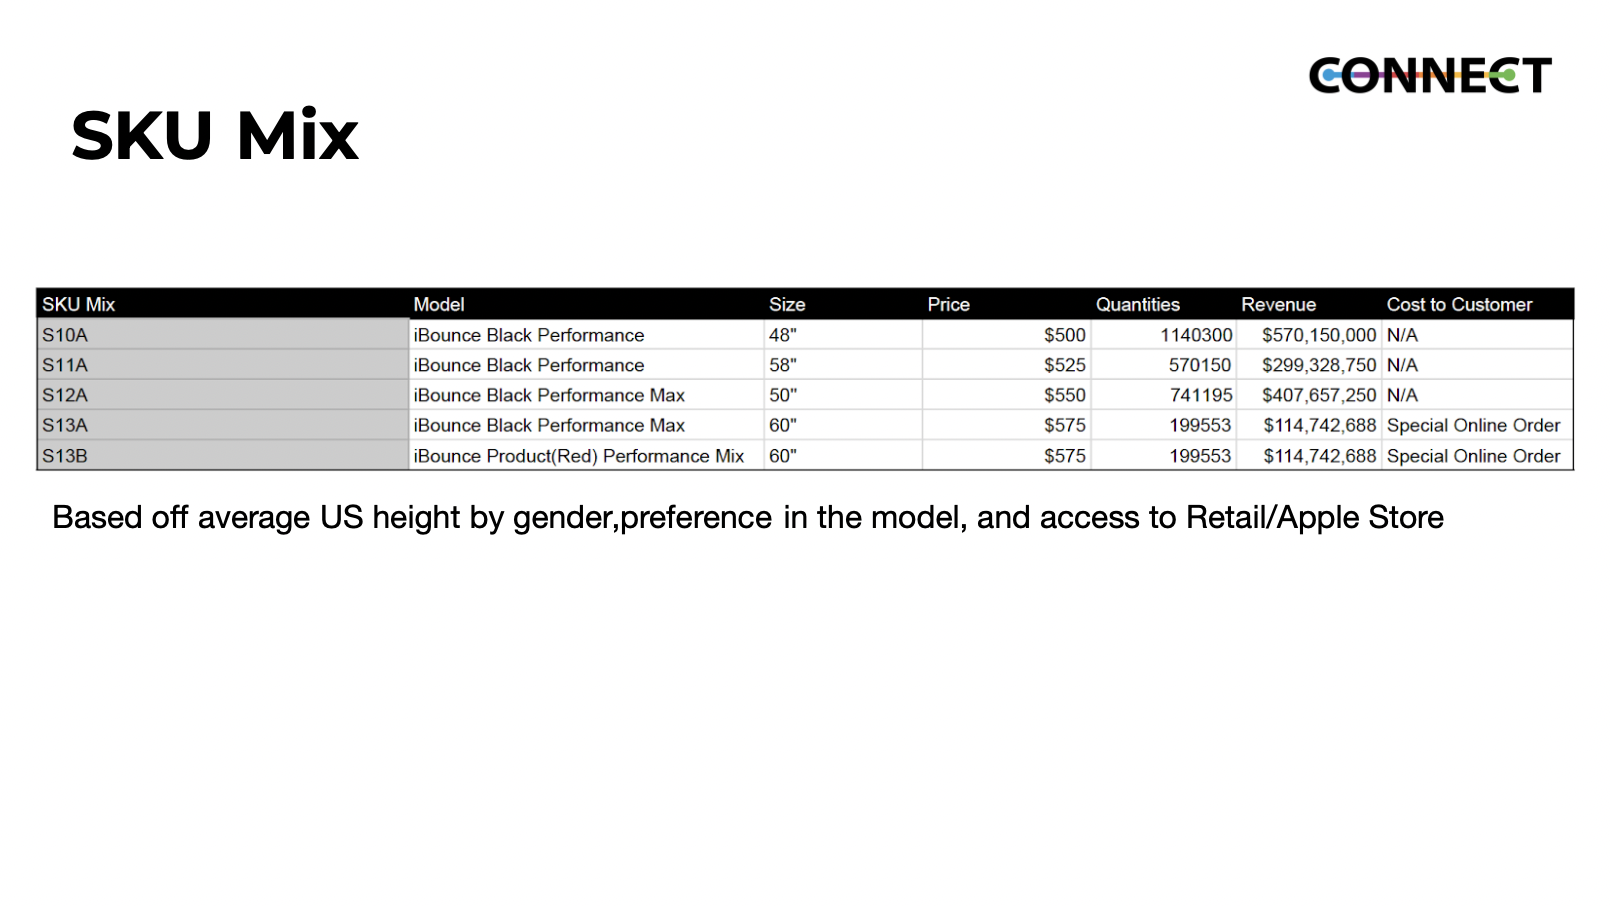 CONNECT
SKU Mix
SKU Mix Model Size Price Quantities Revenue Cost to Customer
S10A iBounce Black Performance 48" $500 1140300 $570,150,000 N/A
S11A iBounce Black Performance 58" $525 570150 $299,328,750 N/A
S12A iBounce Black Performance Max 50" $550 741195 $407,657,250 N/A
S13A iBounce Black Performance Max 60" $575 199553 $114,742,688 Special Online Order
S13B iBounce Product(Red) Performance Mix 60" $575 199553 $114,742,688 Special Online Order
Based off average US height by gender,preference in the model, and access to Retail/Apple Store